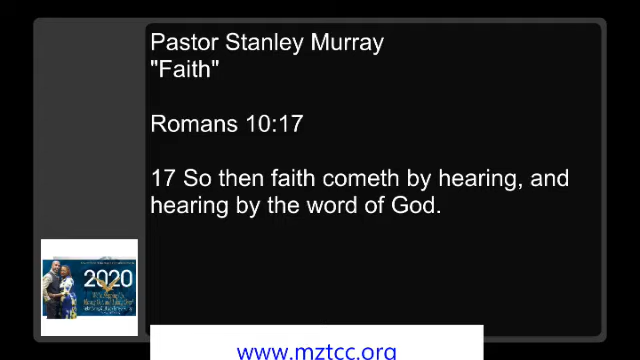 Pastor Stanley Murray
"Faith"
Romans 10:17
17 So then faith cometh by hearing, and
hearing by the word of God.
2020
www.mztcc.org